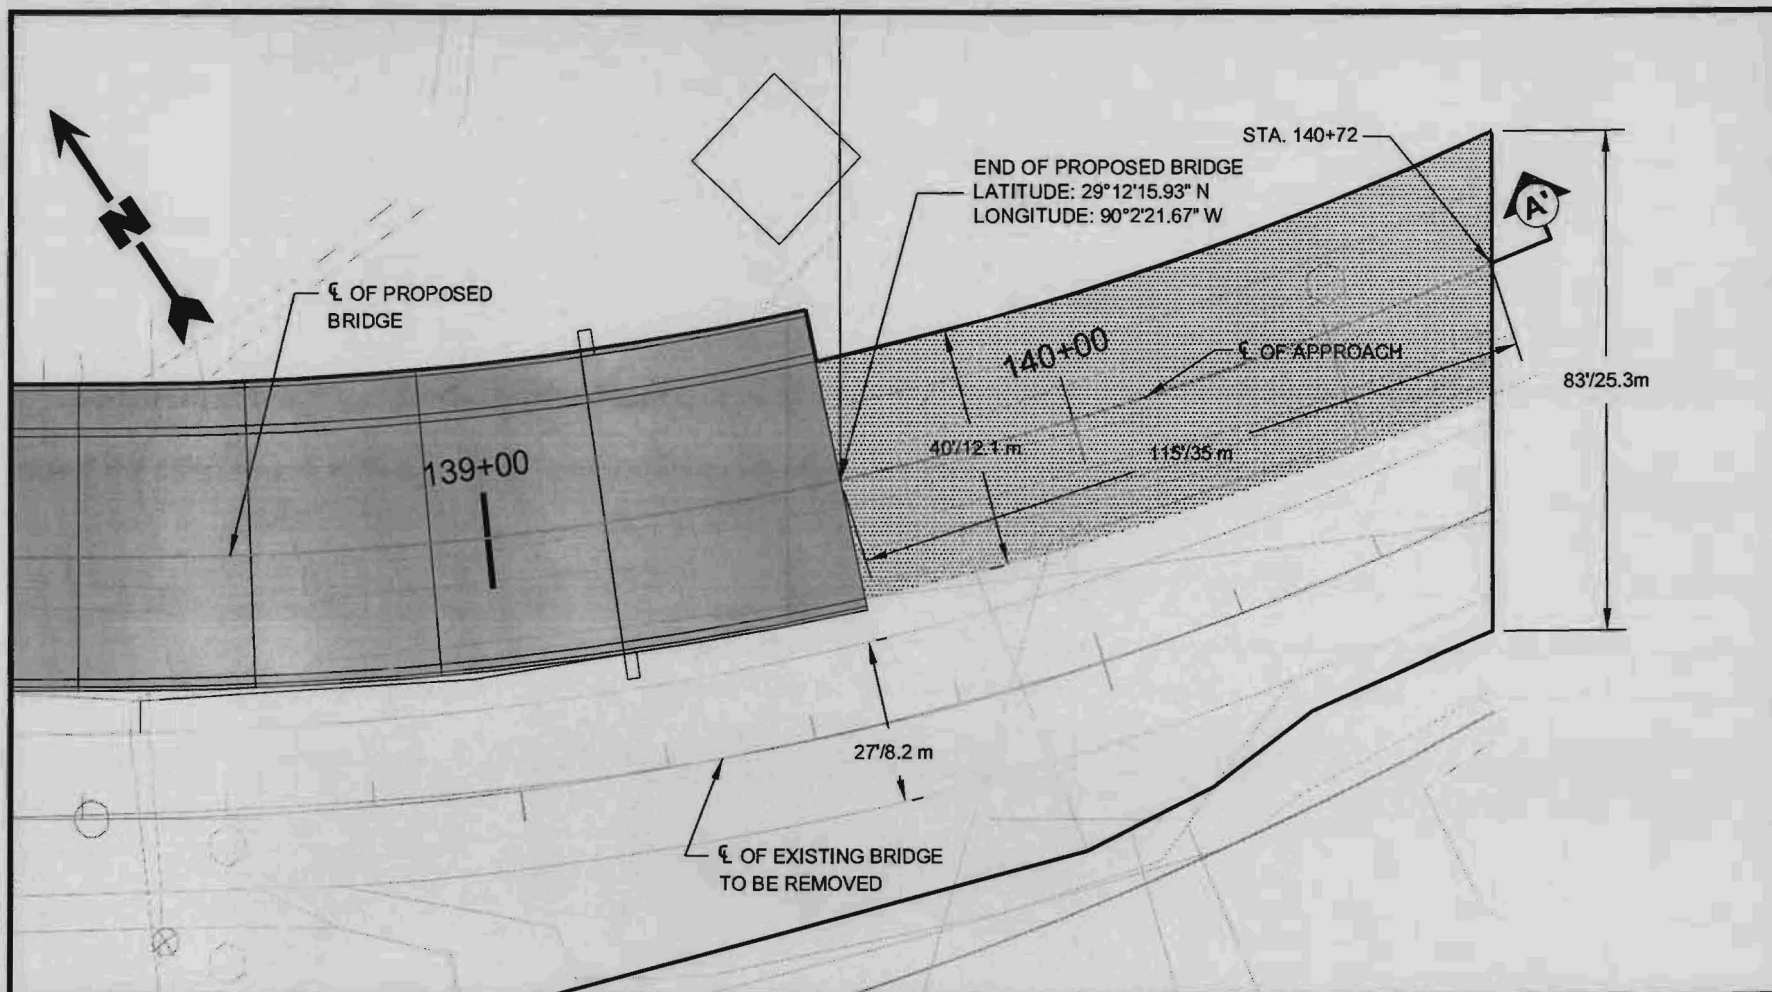 STA. 140+72
END OF PROPOSED BRIDGE
LATITUDE: 29°12'15.93" N
LONGITUDE: 90°2'21.67" W
A'
N
℄ OF PROPOSED
BRIDGE
140+00
℄ OF APPROACH
83'/25.3m
40'/12.1 m
115'/35 m
139+00
27'/8.2 m
℄ OF EXISTING BRIDGE
TO BE REMOVED